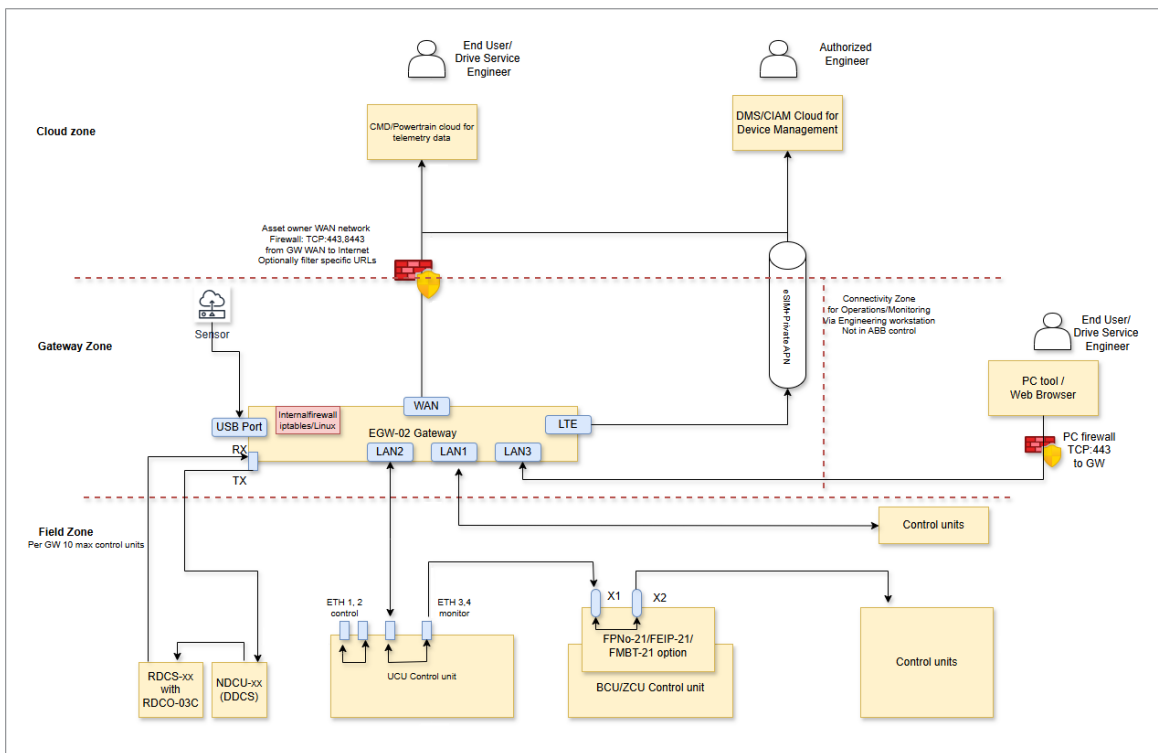 End User/
Drive Service
Engineer
Authorized
Engineer
Cloud zone
CMD/Powertrain cloud for
telemetry data
DMS/CIAM Cloud for
Device Management
Asset owner WAN network
Firewall: TCP:443,8443
from GW WAN to Internet
Optionally filter specific URLs
Sensor
eSIM+Private APN
Connectivity Zone
for Operations/Monitoring
Via Engineering workstation
Not in ABB control
End User/
Drive Service
Engineer
Gateway Zone
PC tool /
Web Browser
WAN
USB Port
Internalfirewall
iptables/Linux
EGW-02 Gateway
LTE
RX
LAN2
LAN1
LAN3
PC firewall
TCP:443
to GW
TX
Field Zone
Per GW 10 max control units
Control units
ETH 1, 2
control
ETH 3,4
monitor
X1
X2
FPNo-21/FEIP-21/
FMBT-21 option
UCU Control unit
BCU/ZCU Control unit
Control units
RDCS-xx
with
RDCO-03C
NDCU-xx
(DDCS)